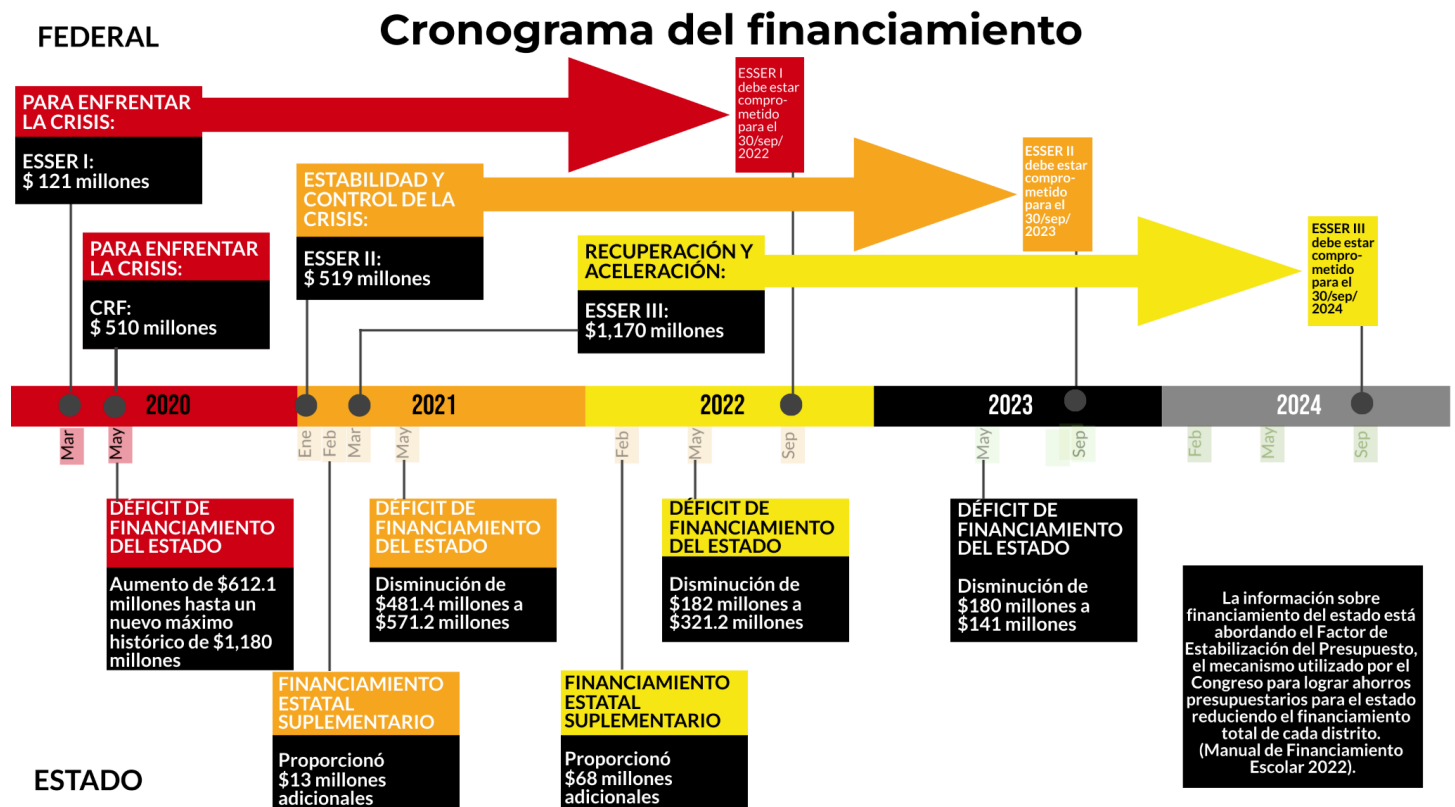 Cronograma del financiamiento
FEDERAL
PARA ENFRENTAR
LA CRISIS:
ESSER I:
$ 121 millones
ESSER I
debe estar
compro-
metido
para el
30/sep/
2022
PARA ENFRENTAR
LA CRISIS:
CRF:
$ 510 millones
ESTABILIDAD Y
CONTROL DE LA
CRISIS:
ESSER II:
$ 519 millones
ESSER II
debe estar
compro-
metido
para el
30/sep/
2023
RECUPERACIÓN Y
ACELERACIÓN:
ESSER III:
$1,170 millones
ESSER III
debe estar
compro-
metido
para el
30/sep/
2024
2020
2021
2022
2023
2024
Mar
May
Ene
Feb
Mar
May
Feb
May
Sep
May
Sep
Feb
May
Sep
DÉFICIT DE
FINANCIAMIENTO
DEL ESTADO
Aumento de $612.1
millones hasta un
nuevo máximo
histórico de $1,180
millones
DÉFICIT DE
FINANCIAMIENTO
DEL ESTADO
Disminución de
$481.4 millones a
$571.2 millones
DÉFICIT DE
FINANCIAMIENTO
DEL ESTADO
Disminución de
$182 millones a
$321.2 millones
DÉFICIT DE
FINANCIAMIENTO
DEL ESTADO
Disminución de
$180 millones a
$141 millones
FINANCIAMIENTO
ESTATAL
SUPLEMENTARIO
Proporcionó
$13 millones
adicionales
FINANCIAMIENTO
ESTATAL
SUPLEMENTARIO
Proporcionó
$68 millones
adicionales
La información sobre
financiamiento del estado está
abordando el Factor de
Estabilización del Presupuesto,
el mecanismo utilizado por el
Congreso para lograr ahorros
presupuestarios para el estado
reduciendo el financiamiento
total de cada distrito.
(Manual de Financiamiento
Escolar 2022).
ESTADO